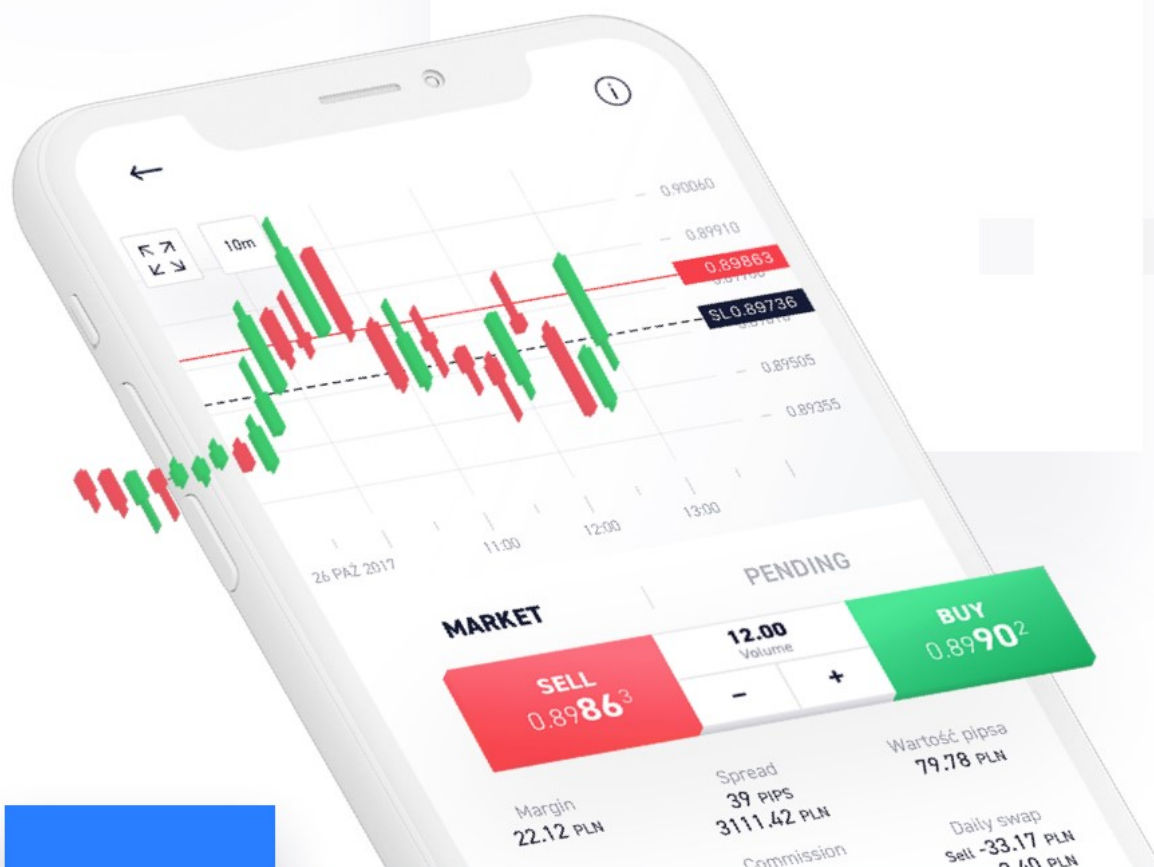 10m
0.90060
0.89910
0.89863
SL0.89736
0.89505
0.89355
26 PAŹ 2017
11:00
12:00
13:00
MARKET
PENDING
SELL
0.89863
12.00
Volume
-
+
BUY
0.89902
Margin
22.12 PLN
Spread
39 PIPS
3111.42 PLN
Wartość pipsa
79.78 PLN
Commission
Daily swap
Sell -33.17 PLN